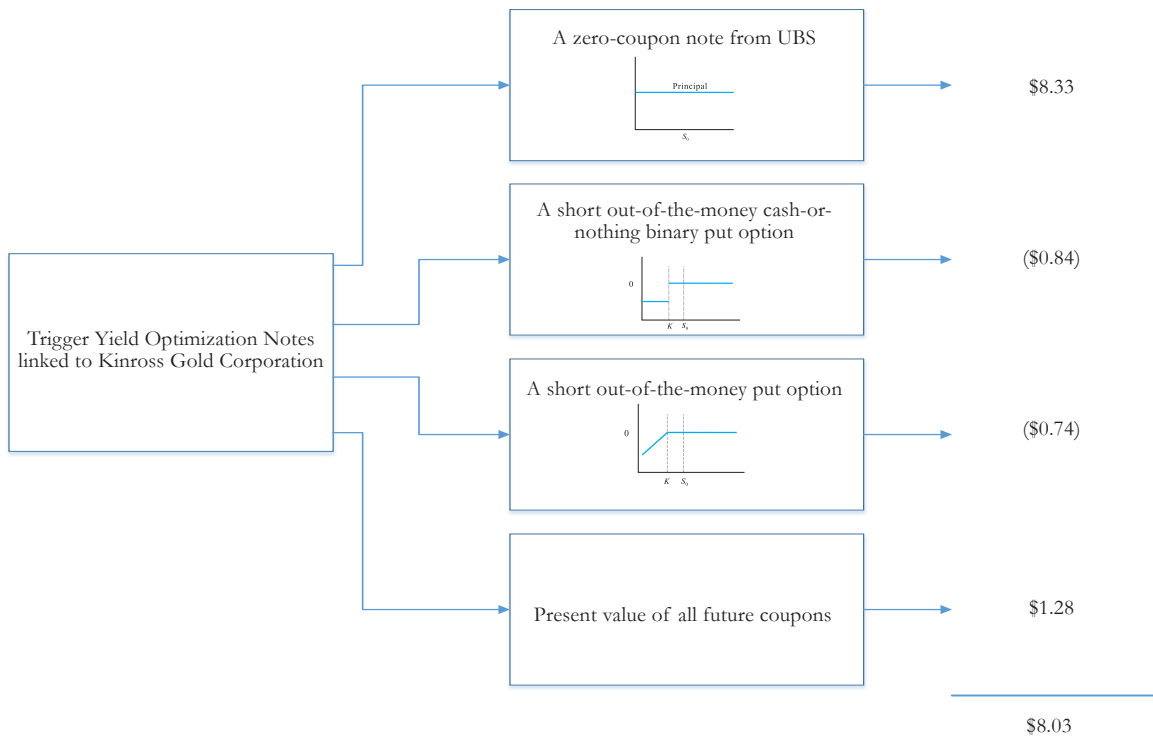 A zero-coupon note from UBS
Principal
S₀
$8.33
A short out-of-the-money cash-or-
nothing binary put option
0
K S₀
($0.84)
Trigger Yield Optimization Notes
linked to Kinross Gold Corporation
A short out-of-the-money put option
0
K S₀
($0.74)
Present value of all future coupons
$1.28
$8.03